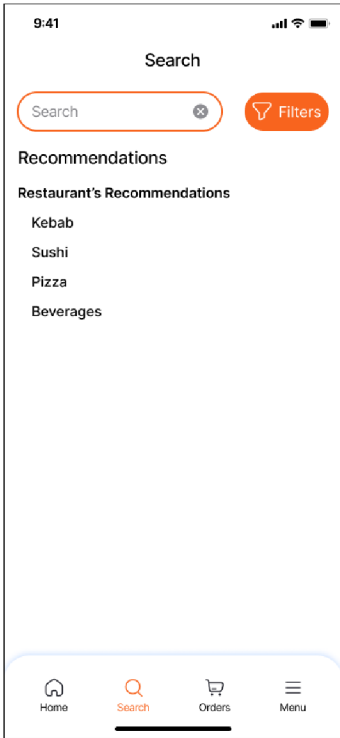 9:41
Search
Search
Filters
Recommendations
Restaurant's Recommendations
Kebab
Sushi
Pizza
Beverages
Home
Search
Orders
Menu